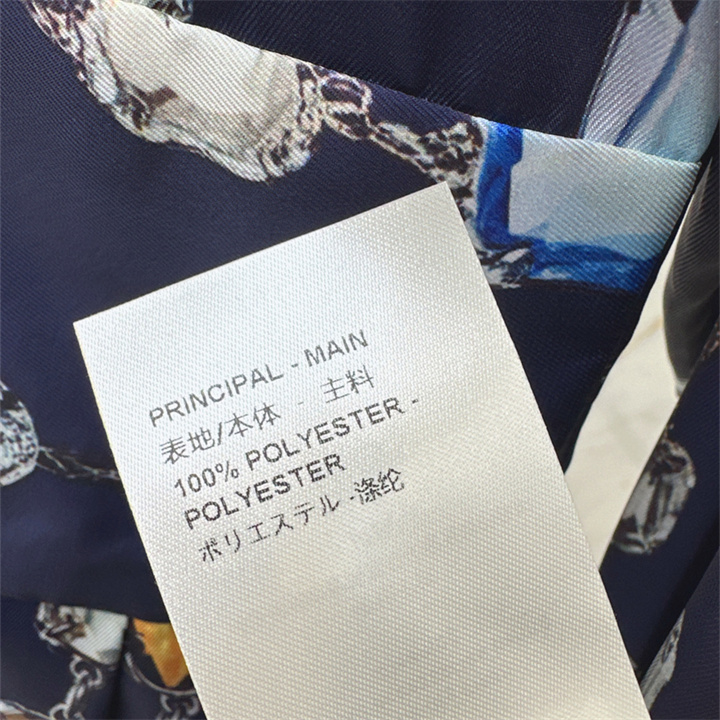 PRINCIPAL - MAIN
表地/本体 - 主料
100% POLYESTER -
POLYESTER
ポリエステル -涤纶